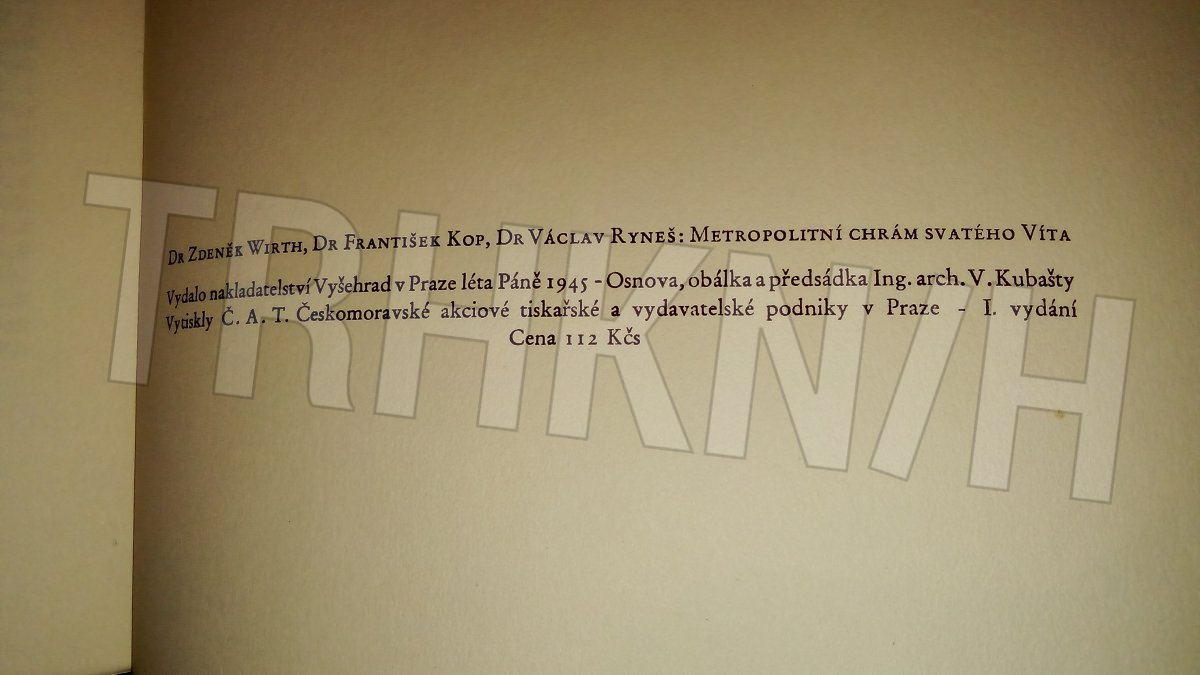 Dr Zdeněk Wirth, Dr František Kop, Dr Václav Ryneš: Metropolitní chrám svatého Víta
Vydalo nakladatelství Vyšehrad v Praze léta Páně 1945 - Osnova, obálka a předsádka Ing. arch. V. Kubašty
Vytiskly Č. A. T. Českomoravské akciové tiskařské a vydavatelské podniky v Praze - I. vydání
Cena 112 Kčs
TRHKNIH